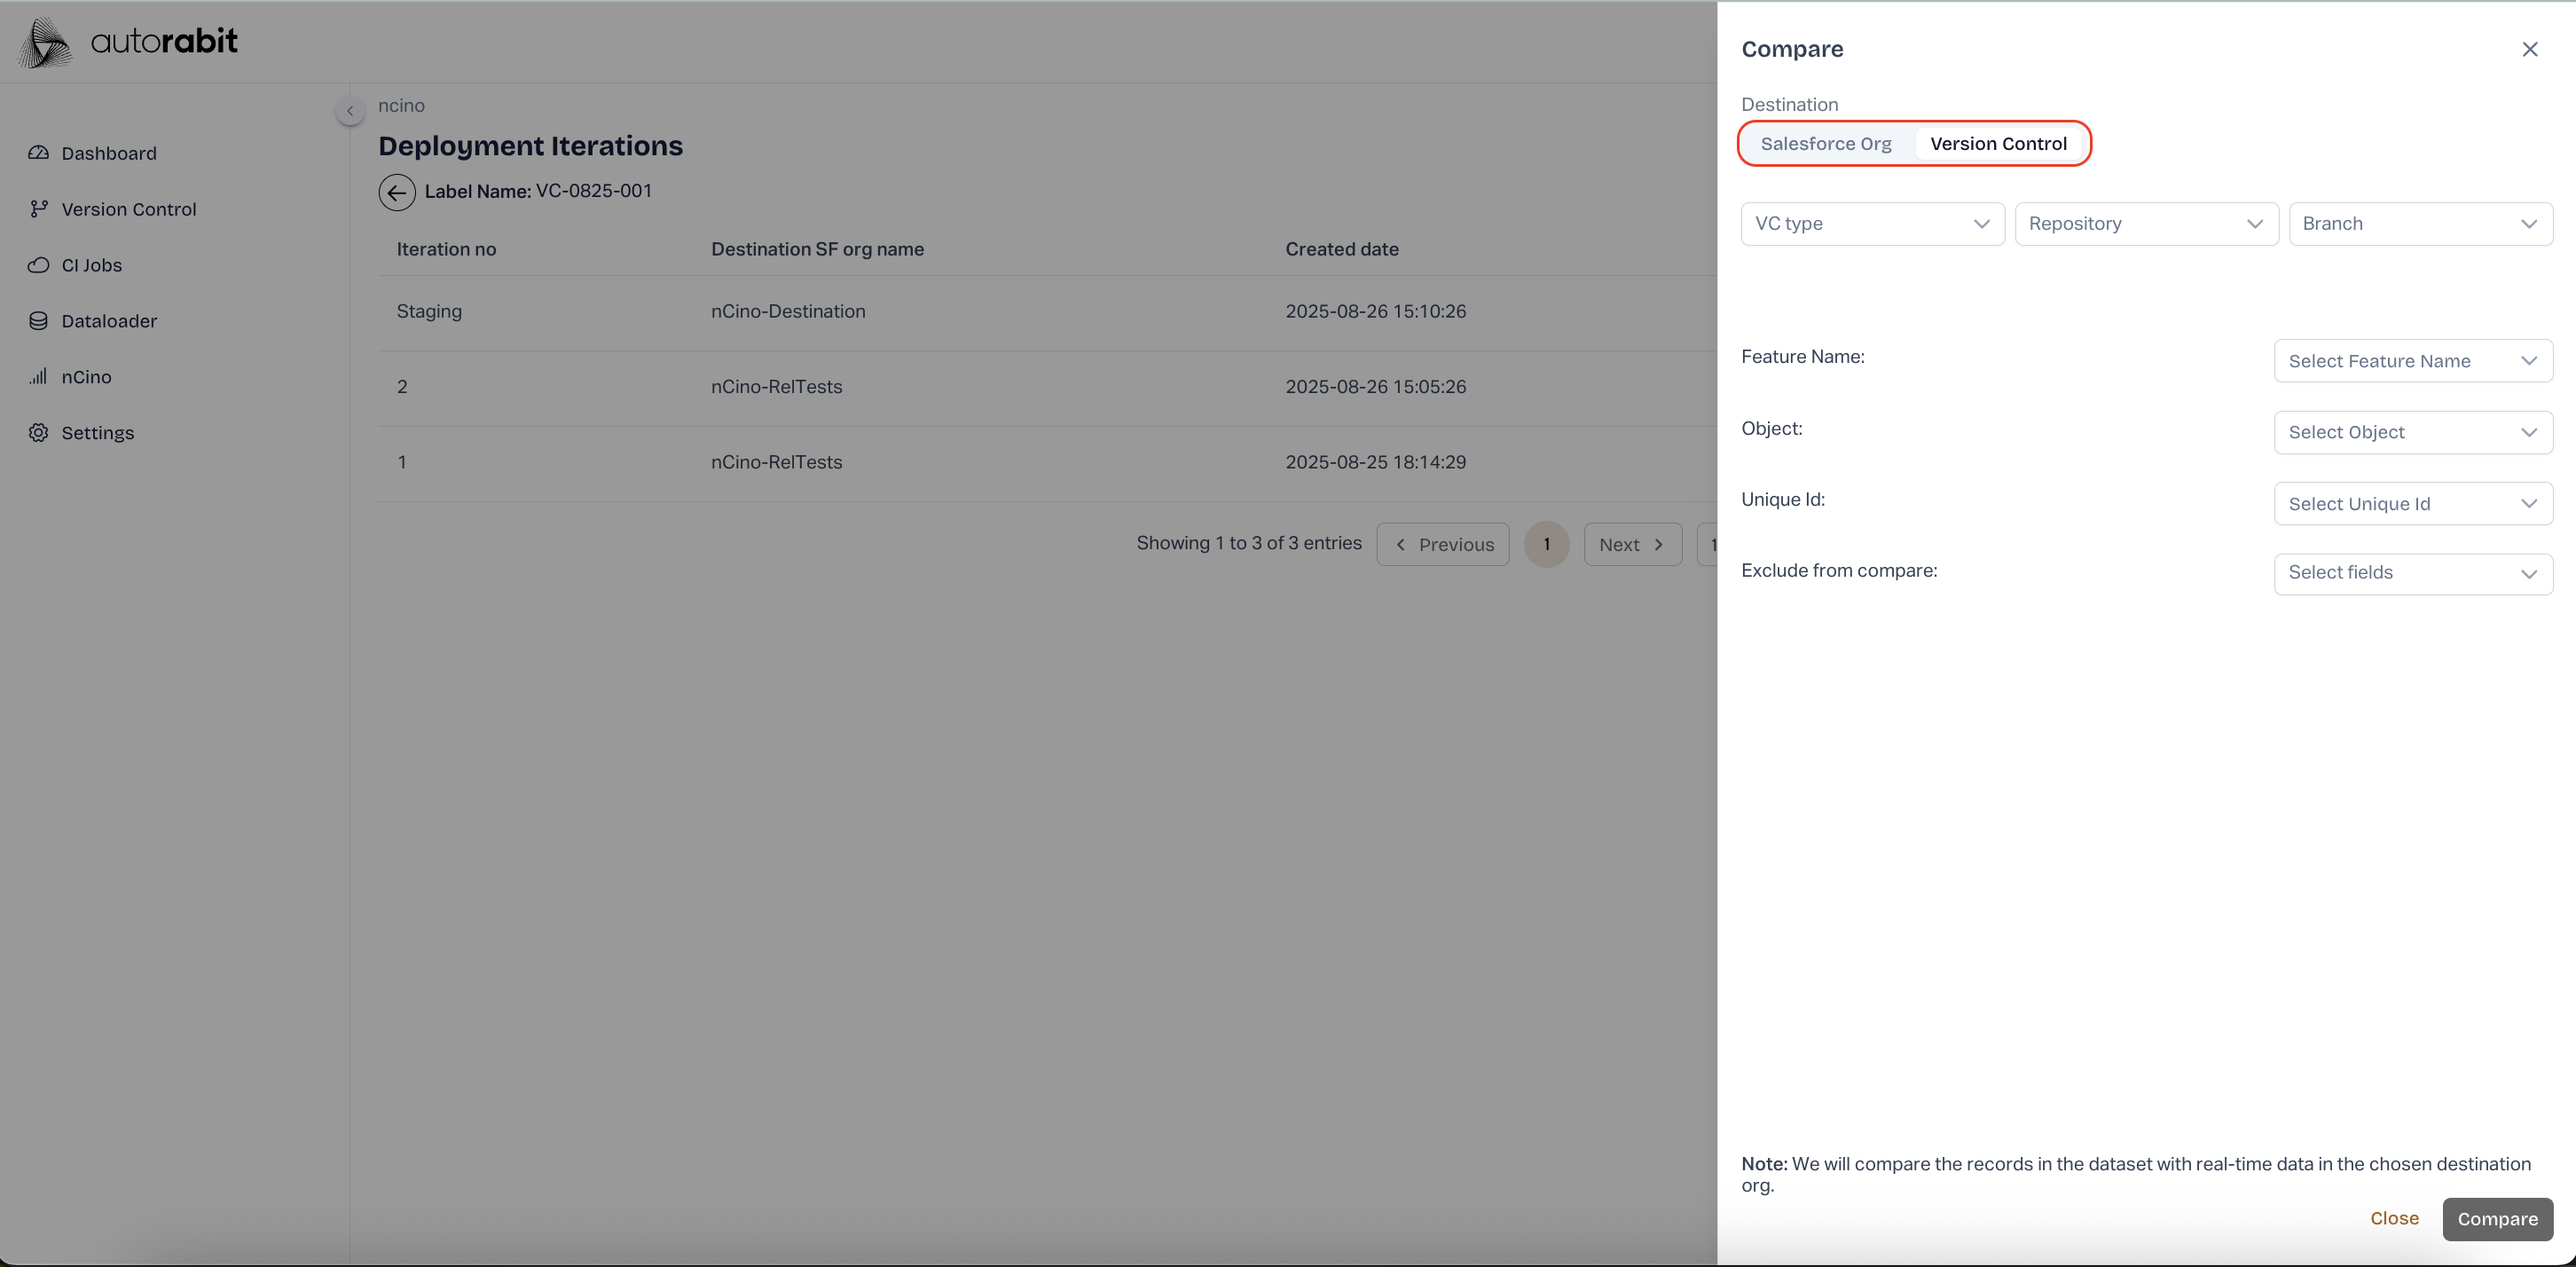 autorabit
Dashboard
Version Control
CI Jobs
Dataloader
nCino
Settings
ncino
Deployment Iterations
Label Name: VC-0825-001
Iteration no Destination SF org name Created date
Staging nCino-Destination 2025-08-26 15:10:26
2 nCino-RelTests 2025-08-26 15:05:26
1 nCino-RelTests 2025-08-25 18:14:29
Showing 1 to 3 of 3 entries Previous 1 Next
Compare
Destination
Salesforce Org Version Control
VC type Repository Branch
Feature Name: Select Feature Name
Object: Select Object
Unique Id: Select Unique Id
Exclude from compare: Select fields
Note: We will compare the records in the dataset with real-time data in the chosen destination
org.
Close Compare